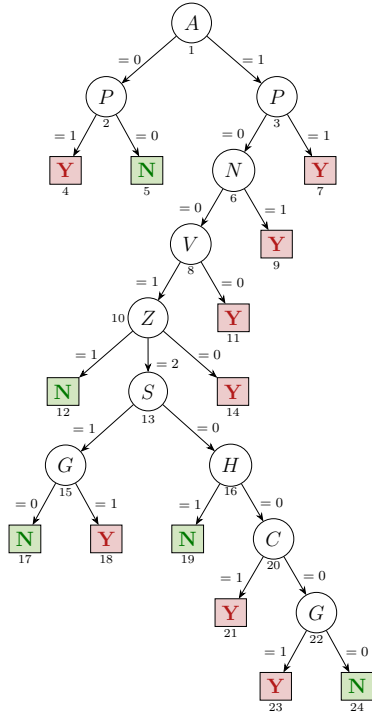 A
1
= 0 = 1
P P
2 3
= 1 = 0 = 0 = 1
Y N N Y
4 5 6 7
= 0 = 1
V Y
8 9
= 1 = 0
10 Z Y
11
= 1 = 2 = 0
N S Y
12 13 14
= 1 = 0
G H
15 16
= 0 = 1 = 1 = 0
N Y N C
17 18 19 20
= 1 = 0
Y G
21 22
= 1 = 0
Y N
23 24